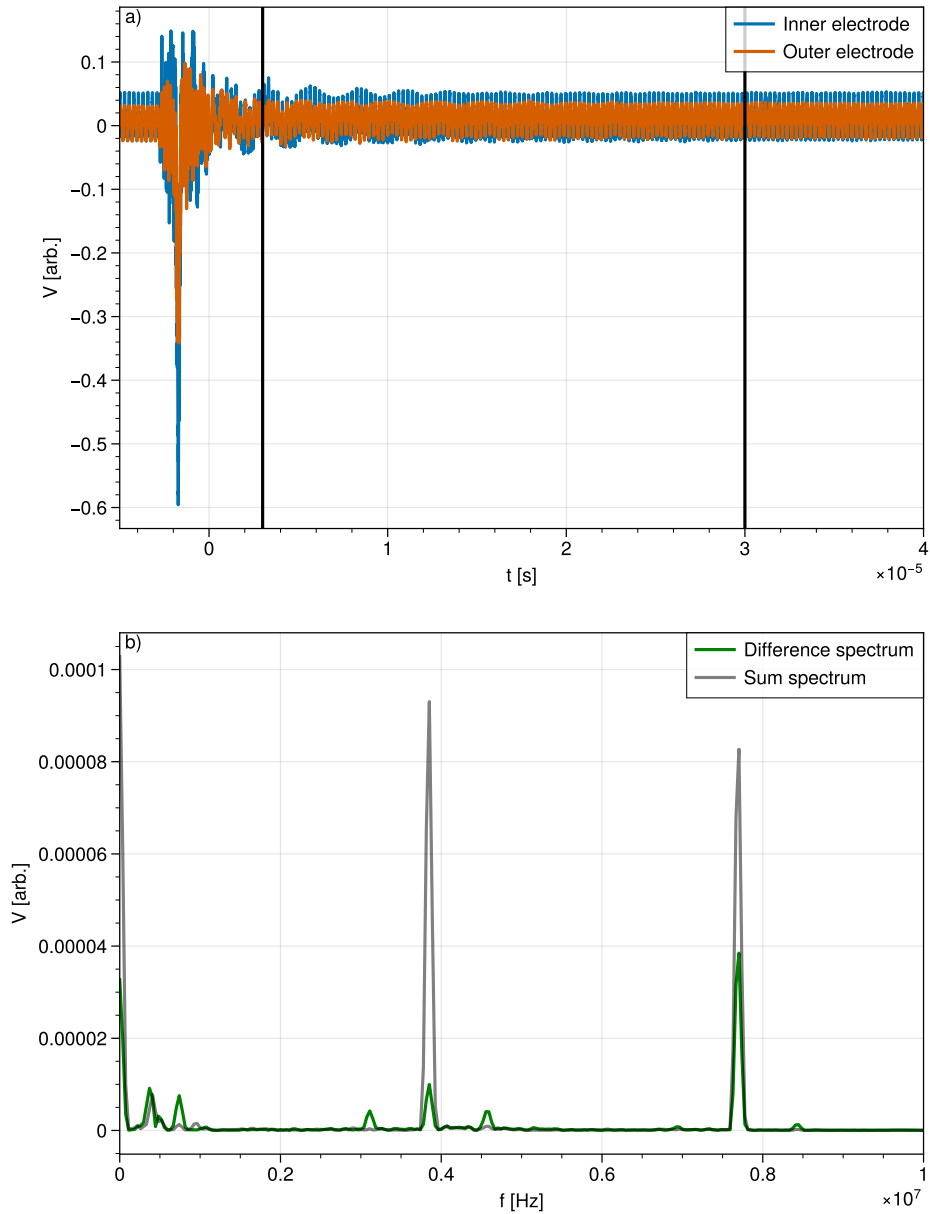 a)
Inner electrode
Outer electrode
0.1
0
−0.1
−0.2
−0.3
−0.4
−0.5
−0.6
V [arb.]
0 1 2 3 4
t [s]
×10⁻⁵
b)
Difference spectrum
Sum spectrum
0.0001
0.00008
0.00006
0.00004
0.00002
0
V [arb.]
0 0.2 0.4 0.6 0.8 1
f [Hz]
×10⁷